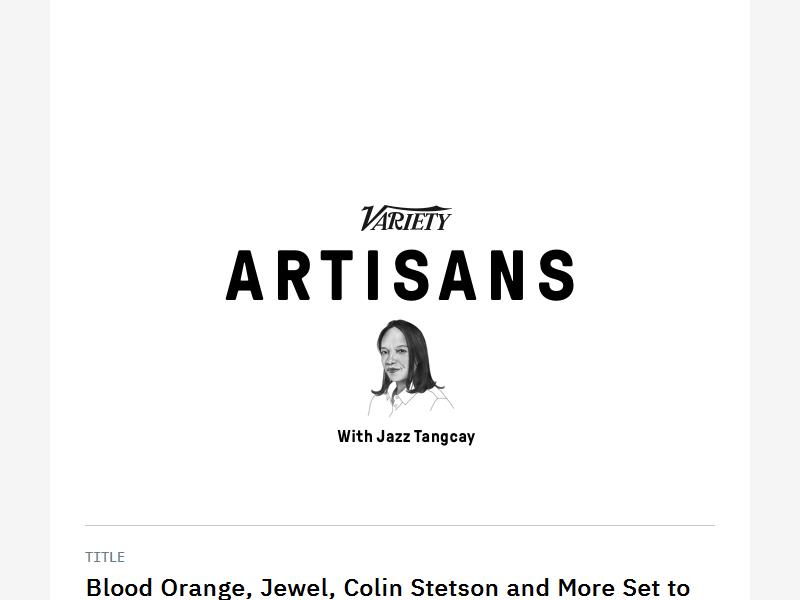 VARIETY
ARTISANS
With Jazz Tangcay
TITLE
Blood Orange, Jewel, Colin Stetson and More Set to